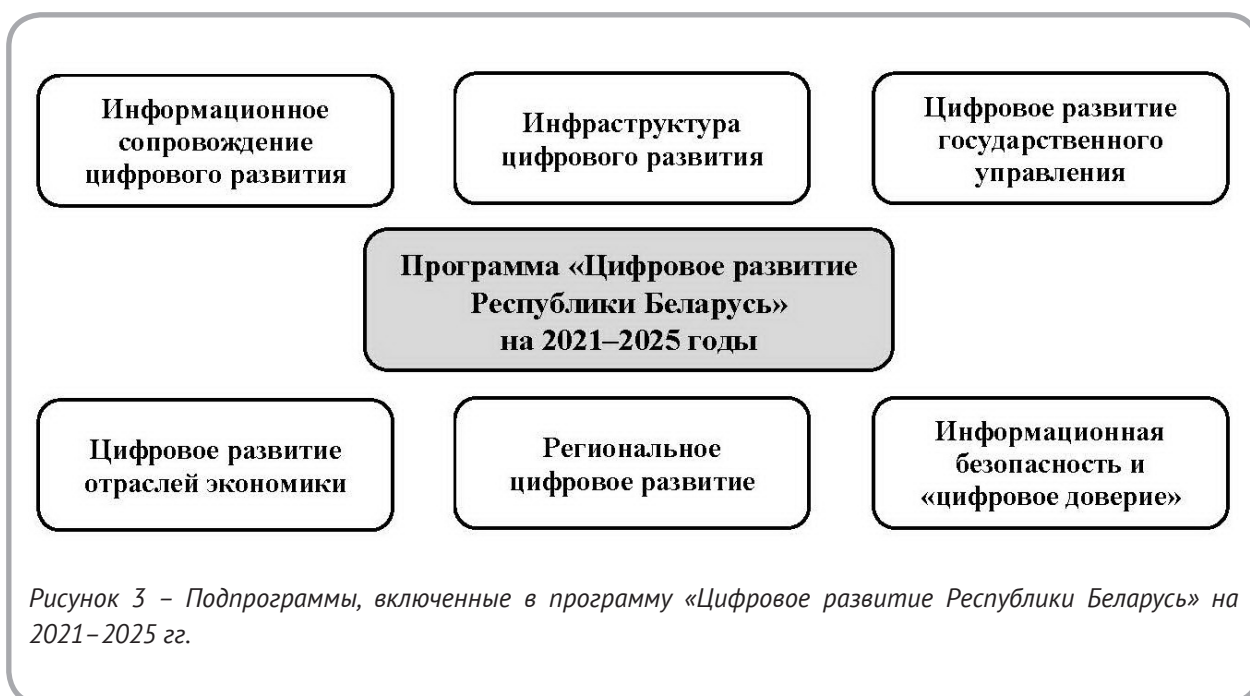 Информационное
сопровождение
цифрового развития
Инфраструктура
цифрового развития
Цифровое развитие
государственного
управления
Программа «Цифровое развитие
Республики Беларусь»
на 2021–2025 годы
Цифровое развитие
отраслей экономики
Региональное
цифровое развитие
Информационная
безопасность и
«цифровое доверие»
Рисунок 3 – Подпрограммы, включенные в программу «Цифровое развитие Республики Беларусь» на
2021–2025 гг.